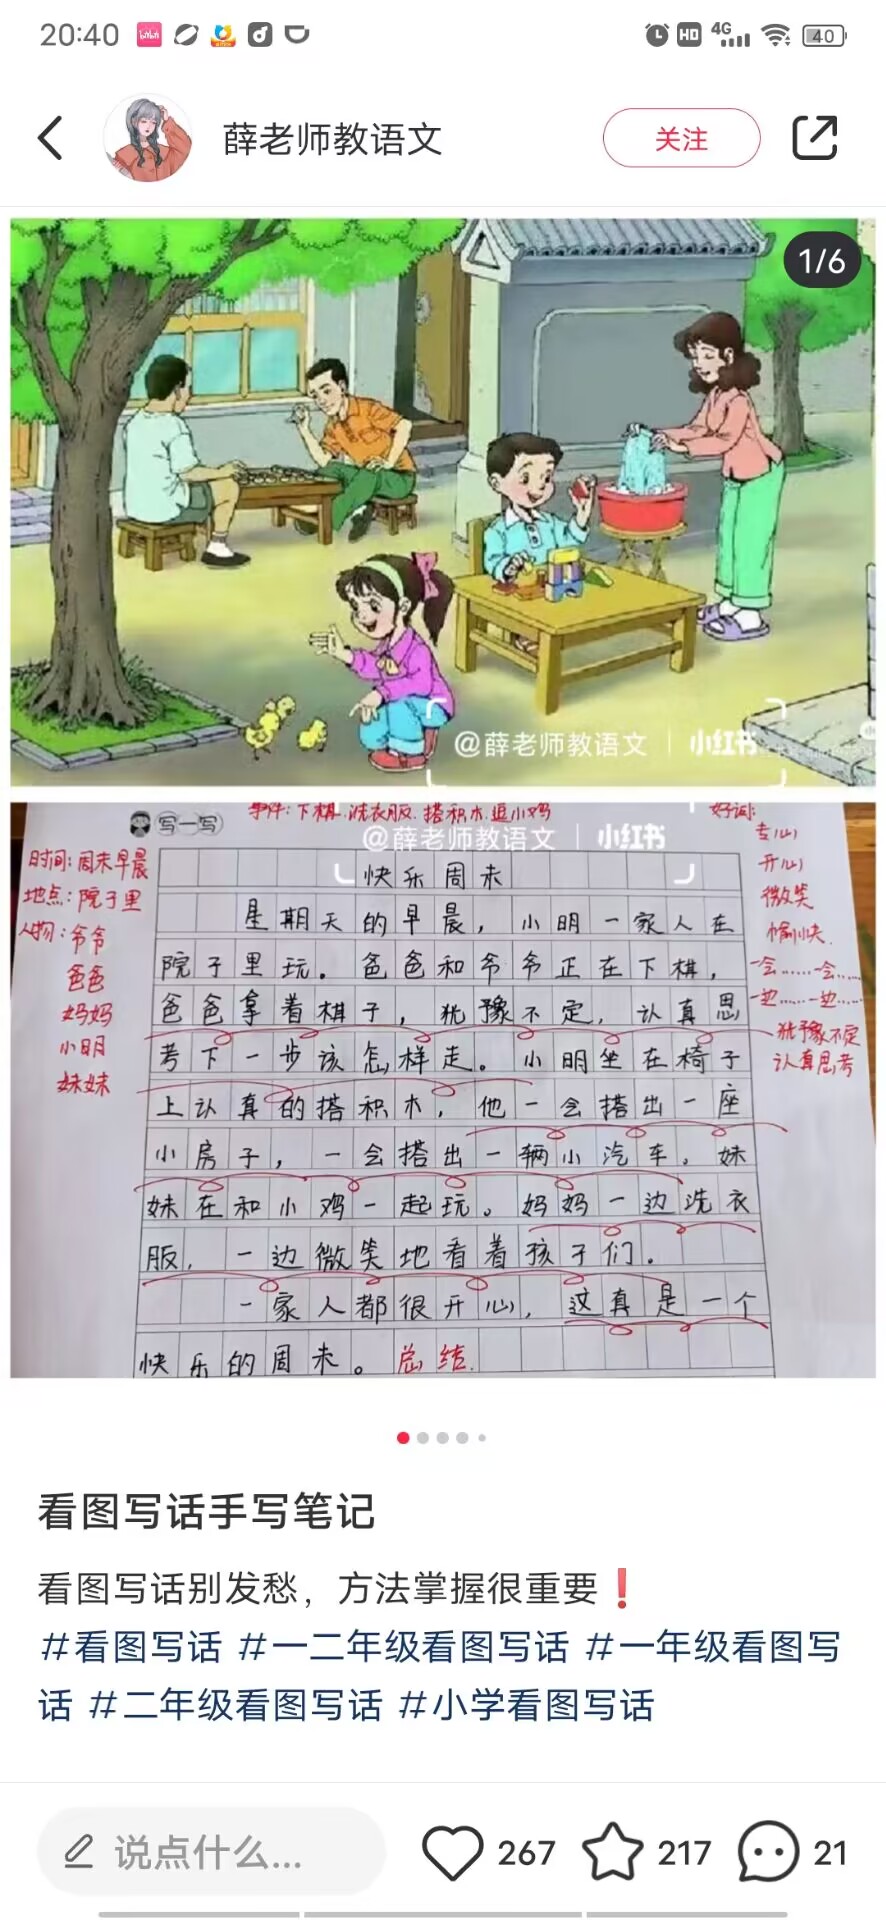 20:40
HD 4G 40
薛老师教语文
关注
1/6
@薛老师教语文 | 小红书
写一写
事件：下棋.洗衣服.搭积木.逗小鸡
@薛老师教语文 | 小红书
好词：
专心
开心
微笑
愉快.
一会……一会……
一边……一边……
犹豫不定
认真思考
时间：周末早晨
地点：院子里
人物：爷爷
爸爸
妈妈
小明
妹妹
快乐周末
星期天的早晨，小明一家人在
院子里玩。爸爸和爷爷正在下棋，
爸爸拿着棋子，犹豫不定，认真思
考下一步该怎样走。小明坐在椅子
上认真的搭积木，他一会搭出一座
小房子，一会搭出一辆小汽车。妹
妹在和小鸡一起玩。妈妈一边洗衣
服，一边微笑地看着孩子们。
一家人都很开心，这真是一个
快乐的周末。总结.
看图写话手写笔记
看图写话别发愁，方法掌握很重要❗
#看图写话 #一二年级看图写话 #一年级看图写
话 #二年级看图写话 #小学看图写话
说点什么...
267
217
21